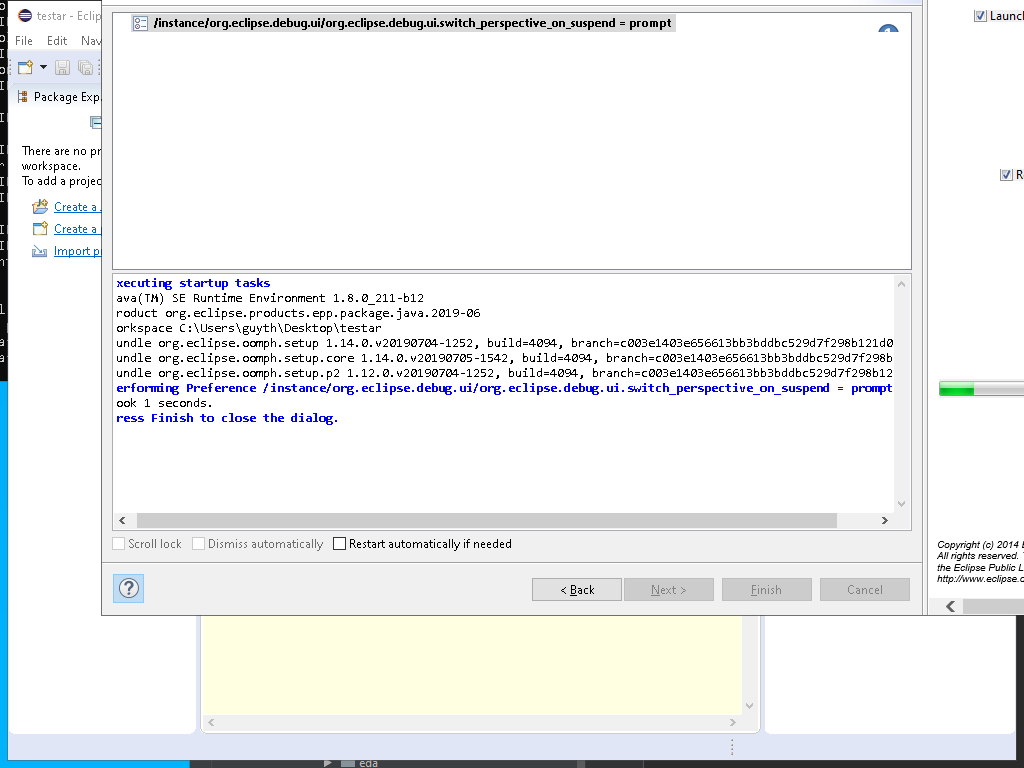 testar - Eclip
File Edit Nav
Package Exp
There are no pr
workspace.
To add a projec
Create a
Create a
Import p
/instance/org.eclipse.debug.ui/org.eclipse.debug.ui.switch_perspective_on_suspend = prompt
xecuting startup tasks
ava(TM) SE Runtime Environment 1.8.0_211-b12
roduct org.eclipse.products.epp.package.java.2019-06
orkspace C:\Users\guyth\Desktop\testar
undle org.eclipse.oomph.setup 1.14.0.v20190704-1252, build=4094, branch=c003e1403e656613bb3bddbc529d7f298b121d0
undle org.eclipse.oomph.setup.core 1.14.0.v20190705-1542, build=4094, branch=c003e1403e656613bb3bddbc529d7f298b
undle org.eclipse.oomph.setup.p2 1.12.0.v20190704-1252, build=4094, branch=c003e1403e656613bb3bddbc529d7f298b12
erforming Preference /instance/org.eclipse.debug.ui/org.eclipse.debug.ui.switch_perspective_on_suspend = prompt
ook 1 seconds.
ress Finish to close the dialog.
Scroll lock Dismiss automatically Restart automatically if needed
? < Back Next > Finish Cancel
Launch
R
Copyright (c) 2014 E
All rights reserved. T
the Eclipse Public L
http://www.eclipse.o
eda